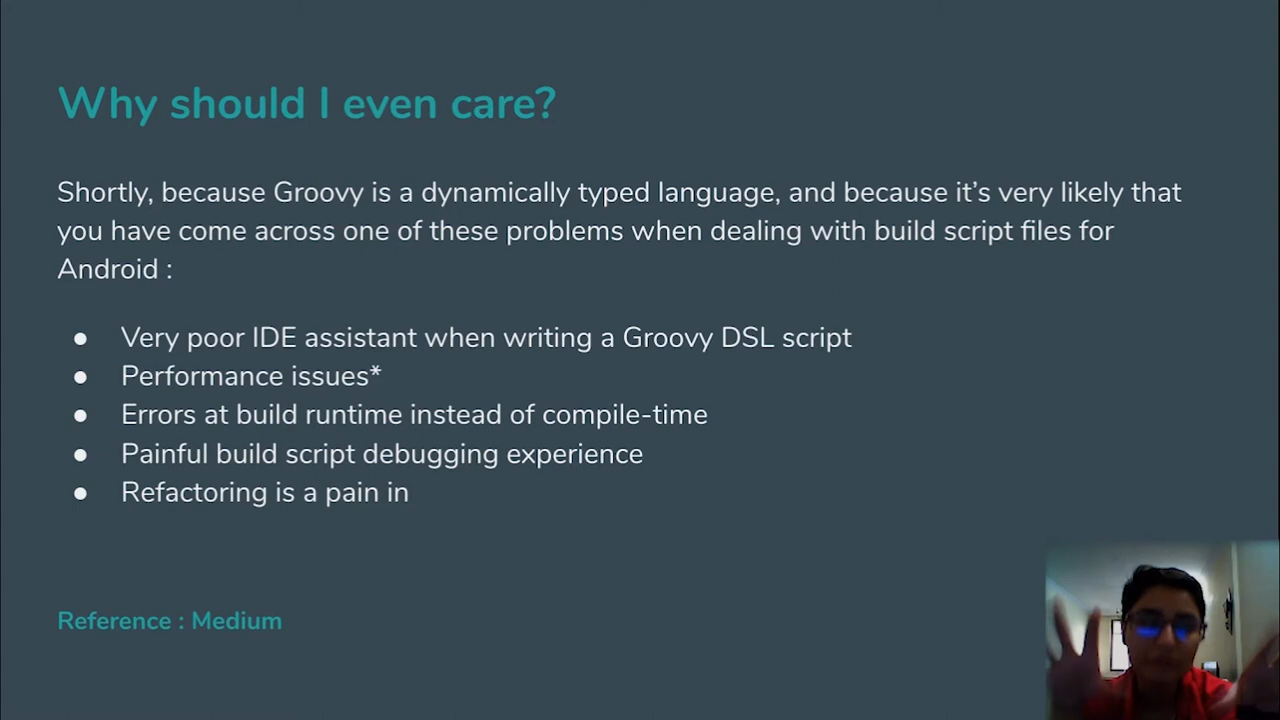 Why should I even care?
Shortly, because Groovy is a dynamically typed language, and because it’s very likely that
you have come across one of these problems when dealing with build script files for
Android :
● Very poor IDE assistant when writing a Groovy DSL script
● Performance issues*
● Errors at build runtime instead of compile-time
● Painful build script debugging experience
● Refactoring is a pain in
Reference : Medium